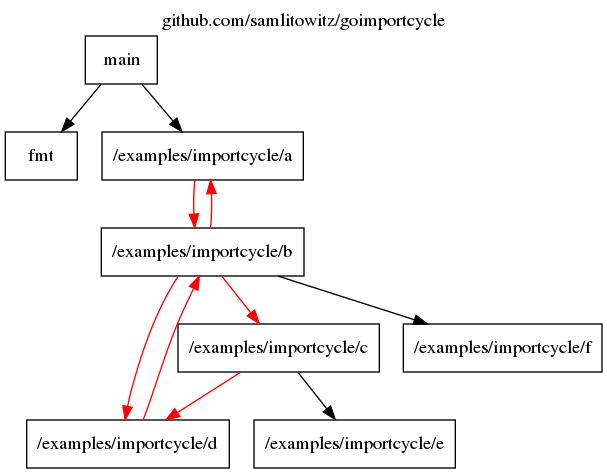 github.com/samlitowitz/goimportcycle
main
fmt
/examples/importcycle/a
/examples/importcycle/b
/examples/importcycle/c
/examples/importcycle/f
/examples/importcycle/d
/examples/importcycle/e